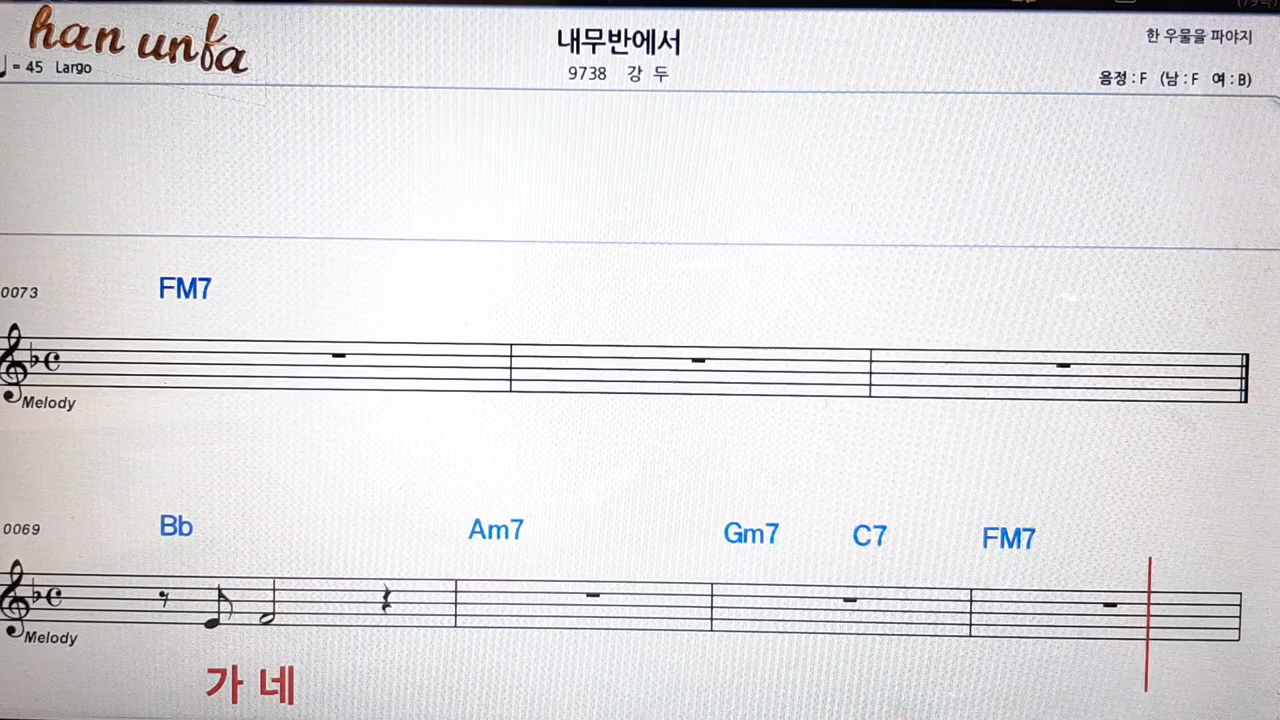 han unfa
내무반에서
한 우물을 파야지
♩= 45 Largo
9738 강 두
음정 : F (남 : F 여 : B)
0073 FM7
Melody
0069 Bb Am7 Gm7 C7 FM7
Melody
가 네